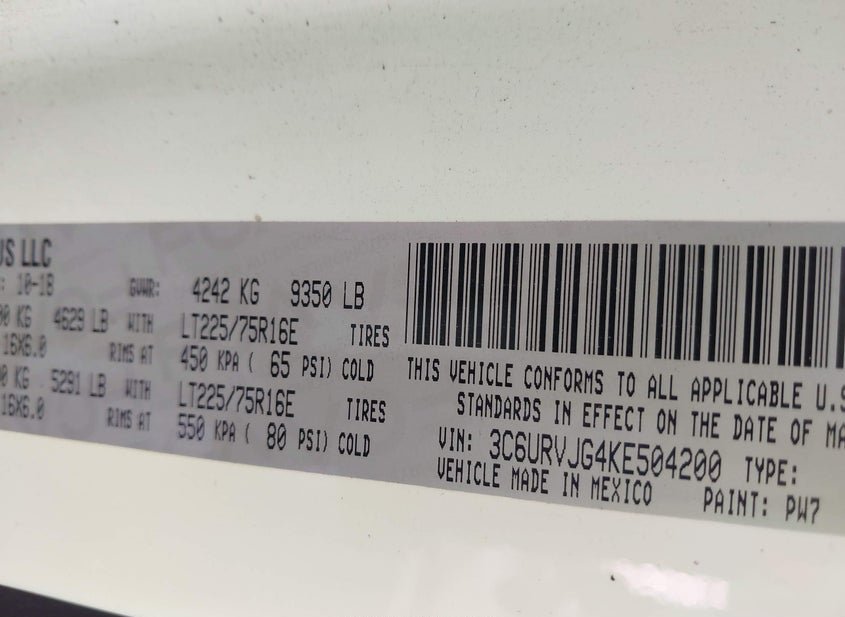 US LLC
: 10-18 GVWR: 4242 KG 9350 LB
00 KG 4629 LB WITH LT225/75R16E TIRES
16X6.0 RIMS AT 450 KPA ( 65 PSI) COLD
0 KG 5291 LB WITH LT225/75R16E TIRES
16X6.0 RIMS AT 550 KPA ( 80 PSI) COLD
THIS VEHICLE CONFORMS TO ALL APPLICABLE U.S
STANDARDS IN EFFECT ON THE DATE OF MA
VIN: 3C6URVJG4KE504200 TYPE:
VEHICLE MADE IN MEXICO PAINT: PW7